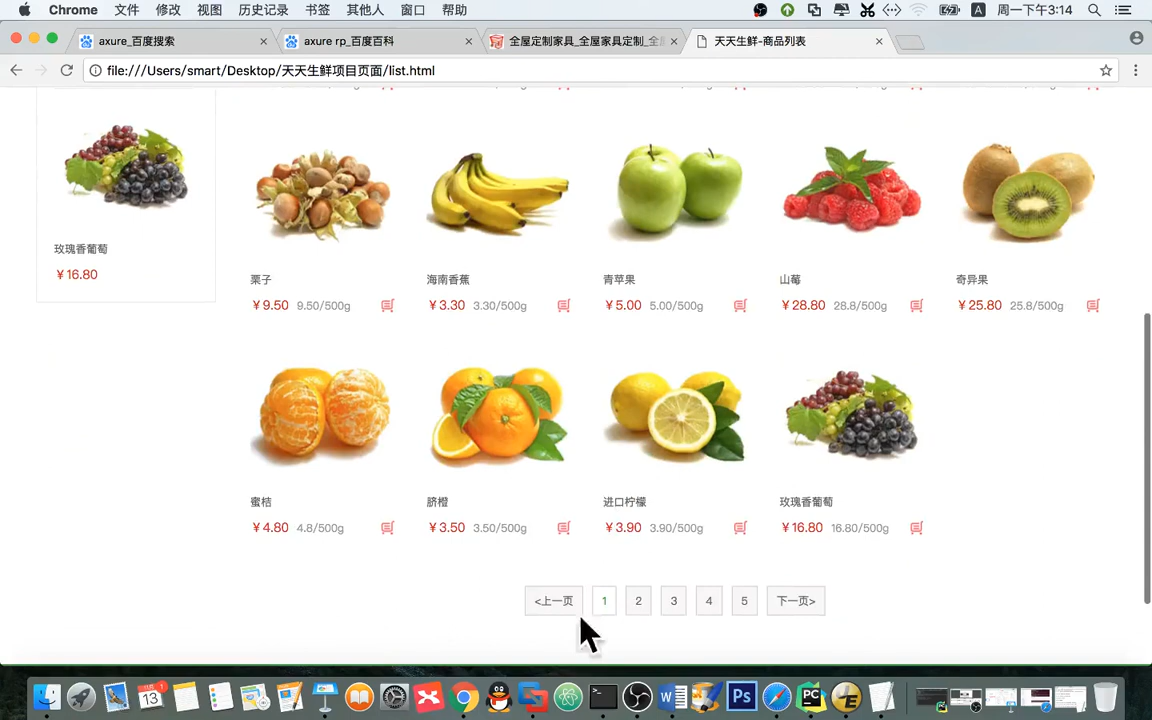 Chrome 文件 修改 视图 历史记录 书签 其他人 窗口 帮助 A 周一下午3:14
axure_百度搜索 axure rp_百度百科 全屋定制家具_全屋家具定制_全 天天生鲜-商品列表
file:///Users/smart/Desktop/天天生鲜项目页面/list.html
玫瑰香葡萄
￥16.80
栗子 海南香蕉 青苹果 山莓 奇异果
￥9.50 9.50/500g ￥3.30 3.30/500g ￥5.00 5.00/500g ￥28.80 28.8/500g ￥25.80 25.8/500g
蜜桔 脐橙 进口柠檬 玫瑰香葡萄
￥4.80 4.8/500g ￥3.50 3.50/500g ￥3.90 3.90/500g ￥16.80 16.80/500g
<上一页 1 2 3 4 5 下一页>
13 W Ps PC